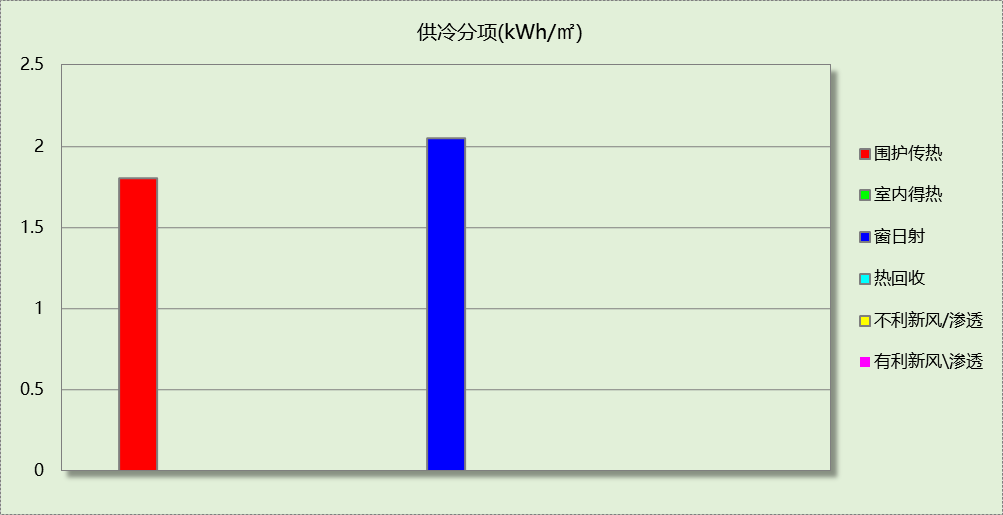 供冷分项(kWh/㎡)
2.5
2
1.5
1
0.5
0
围护传热
室内得热
窗日射
热回收
不利新风/渗透
有利新风\渗透